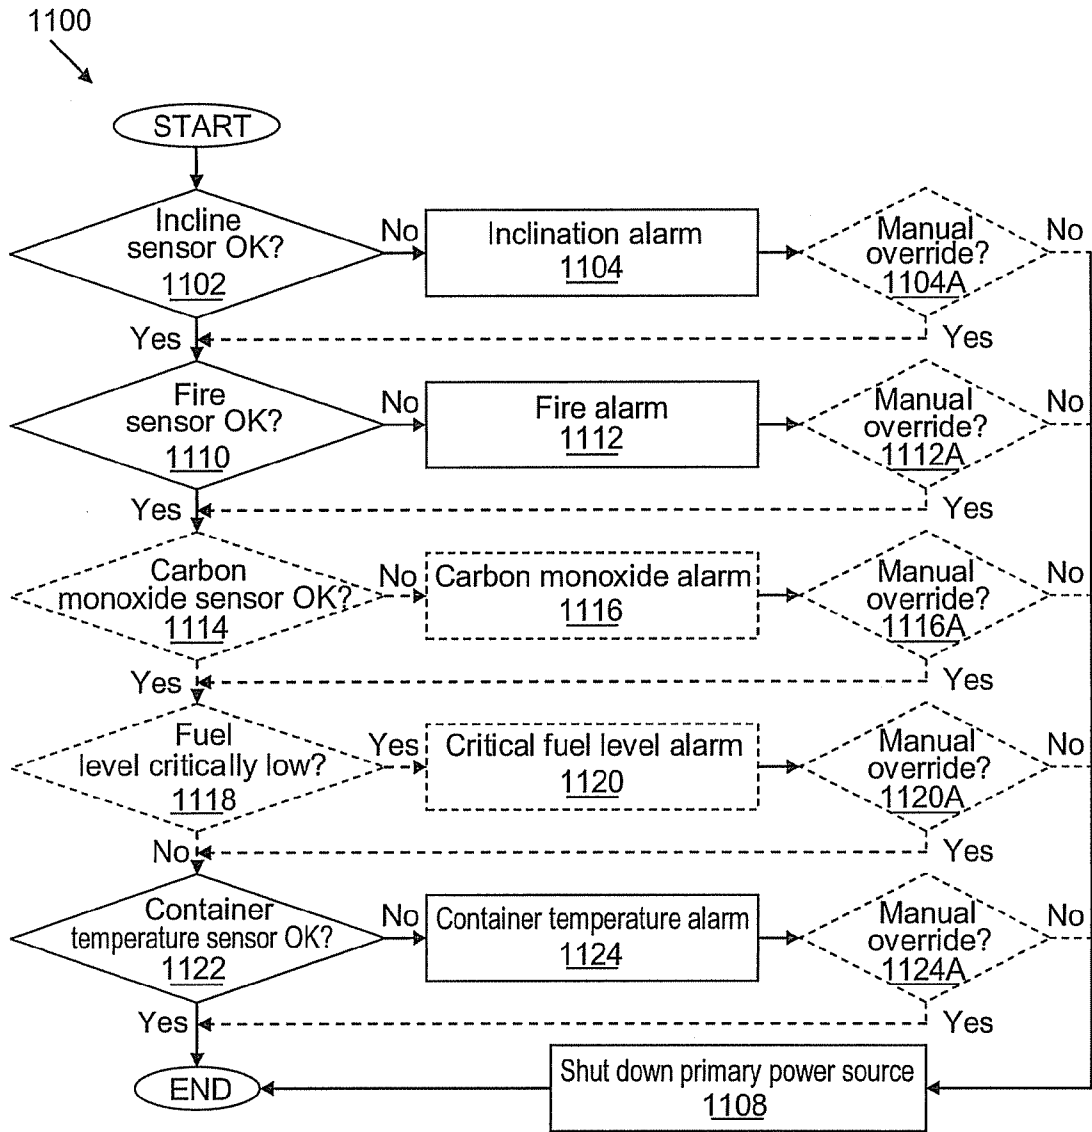 1100
START
Incline
sensor OK?
1102
No
Inclination alarm
1104
Manual
override?
1104A
No
Yes
Yes
Fire
sensor OK?
1110
No
Fire alarm
1112
Manual
override?
1112A
No
Yes
Yes
Carbon
monoxide sensor OK?
1114
No
Carbon monoxide alarm
1116
Manual
override?
1116A
No
Yes
Yes
Fuel
level critically low?
1118
Yes
Critical fuel level alarm
1120
Manual
override?
1120A
No
No
Yes
Container
temperature sensor OK?
1122
No
Container temperature alarm
1124
Manual
override?
1124A
No
Yes
Yes
END
Shut down primary power source
1108